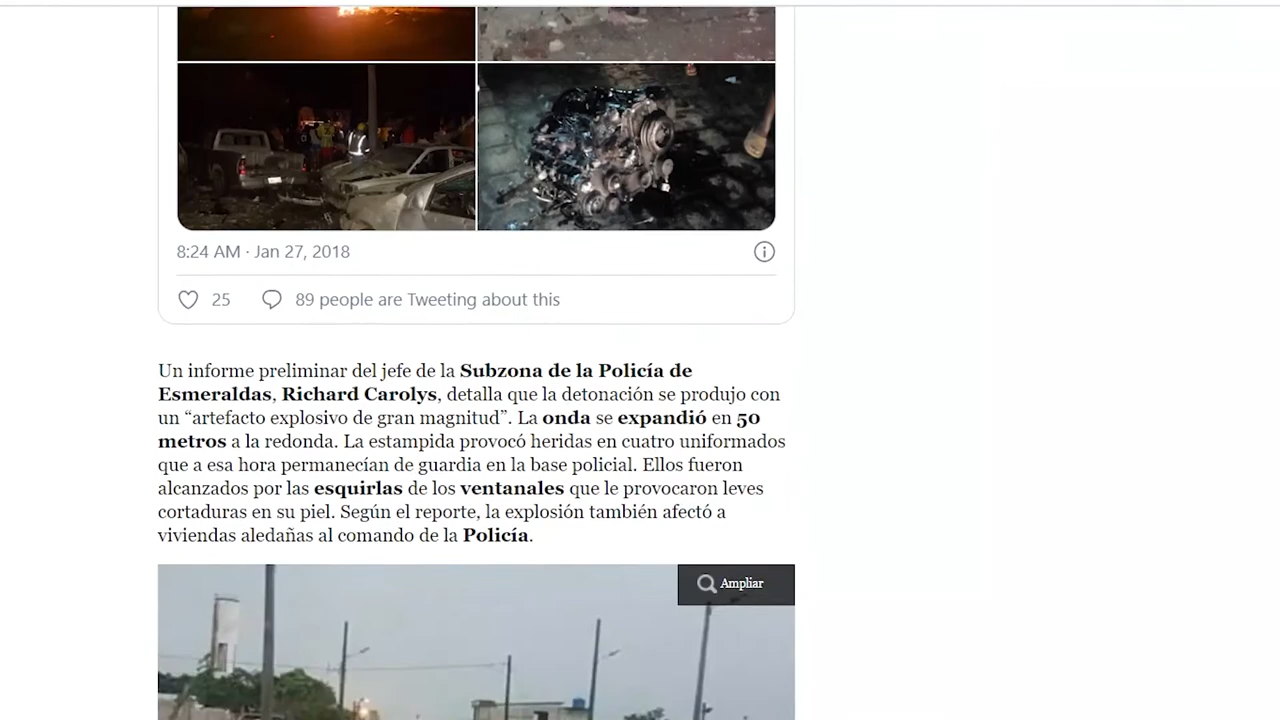 8:24 AM · Jan 27, 2018
25
89 people are Tweeting about this
Un informe preliminar del jefe de la Subzona de la Policía de
Esmeraldas, Richard Carolys, detalla que la detonación se produjo con
un “artefacto explosivo de gran magnitud”. La onda se expandió en 50
metros a la redonda. La estampida provocó heridas en cuatro uniformados
que a esa hora permanecían de guardia en la base policial. Ellos fueron
alcanzados por las esquirlas de los ventanales que le provocaron leves
cortaduras en su piel. Según el reporte, la explosión también afectó a
viviendas aledañas al comando de la Policía.
Ampliar